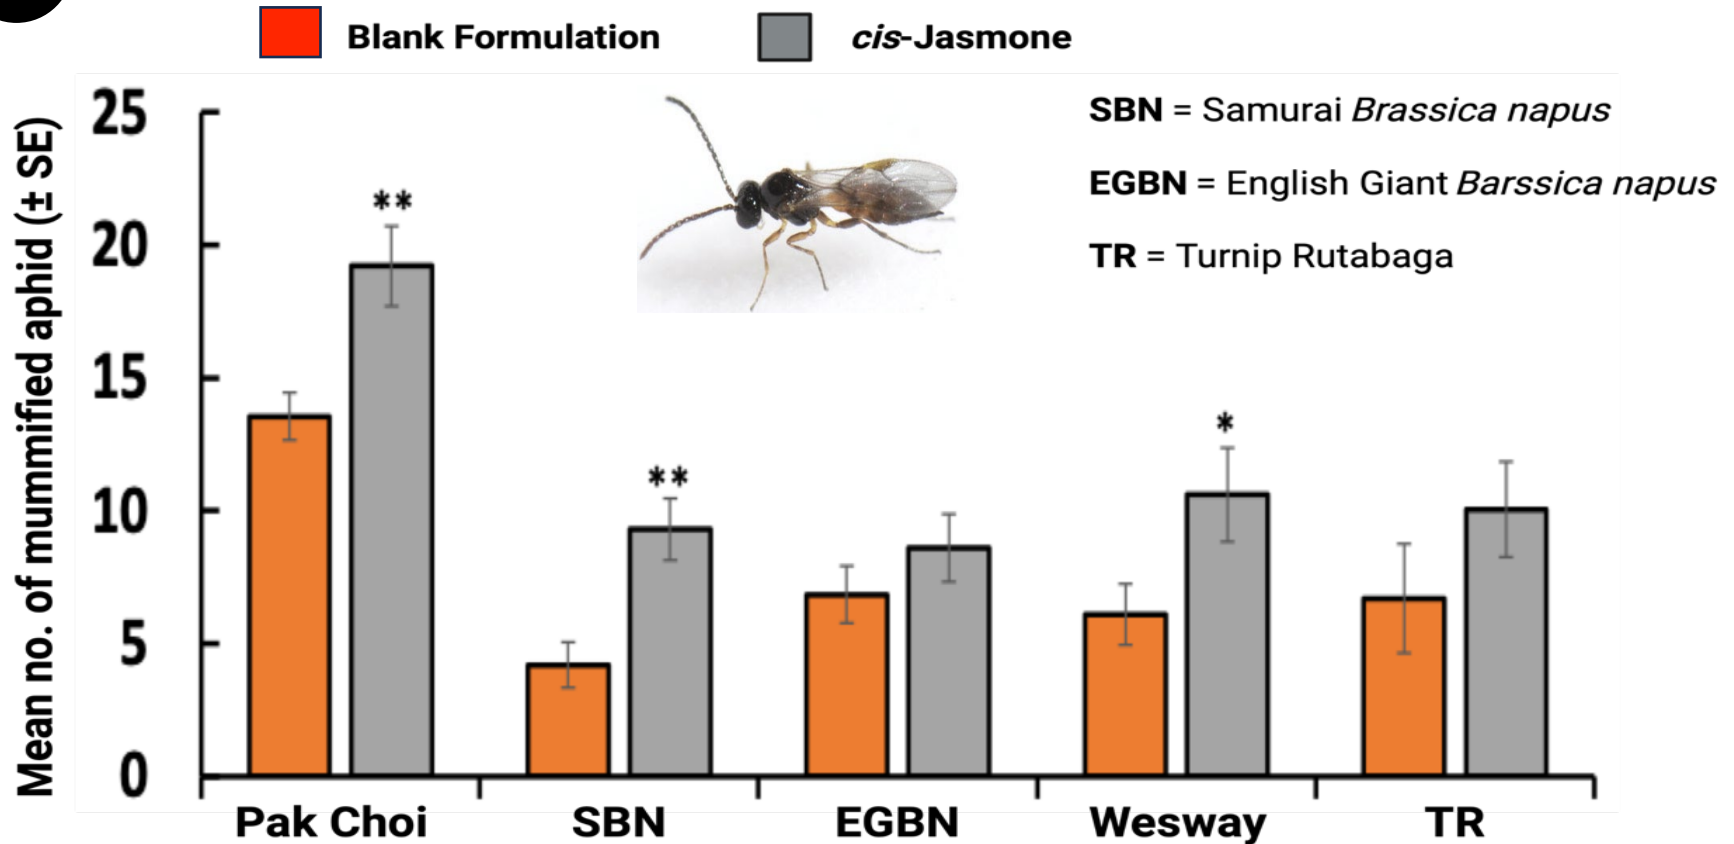 Blank Formulation
cis-Jasmone
Mean no. of mummified aphid (± SE)
25
20
15
10
5
0
**
**
*
SBN = Samurai Brassica napus
EGBN = English Giant Barssica napus
TR = Turnip Rutabaga
Pak Choi
SBN
EGBN
Wesway
TR